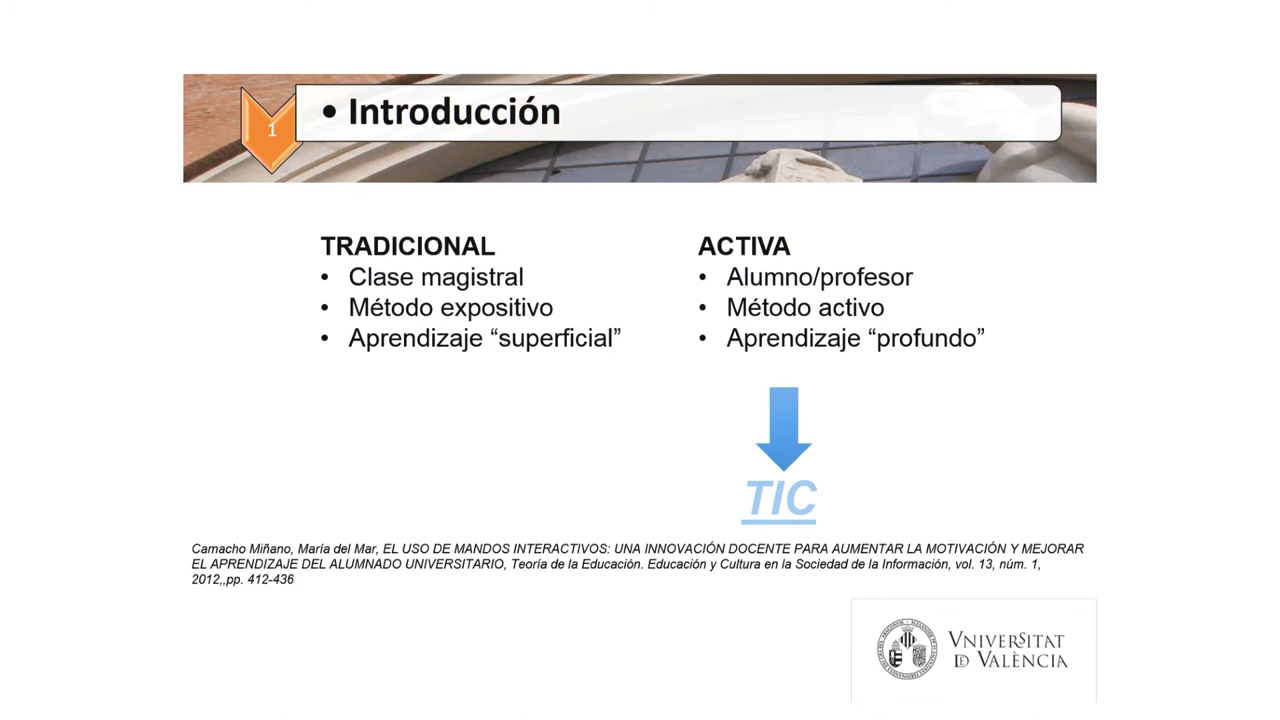 1
• Introducción
TRADICIONAL
• Clase magistral
• Método expositivo
• Aprendizaje “superficial”
ACTIVA
• Alumno/profesor
• Método activo
• Aprendizaje “profundo”
TIC
Camacho Miñano, María del Mar, EL USO DE MANDOS INTERACTIVOS: UNA INNOVACIÓN DOCENTE PARA AUMENTAR LA MOTIVACIÓN Y MEJORAR
EL APRENDIZAJE DEL ALUMNADO UNIVERSITARIO, Teoría de la Educación. Educación y Cultura en la Sociedad de la Información, vol. 13, núm. 1,
2012,,pp. 412-436
VNIVERSITAT
DE VALÈNCIA